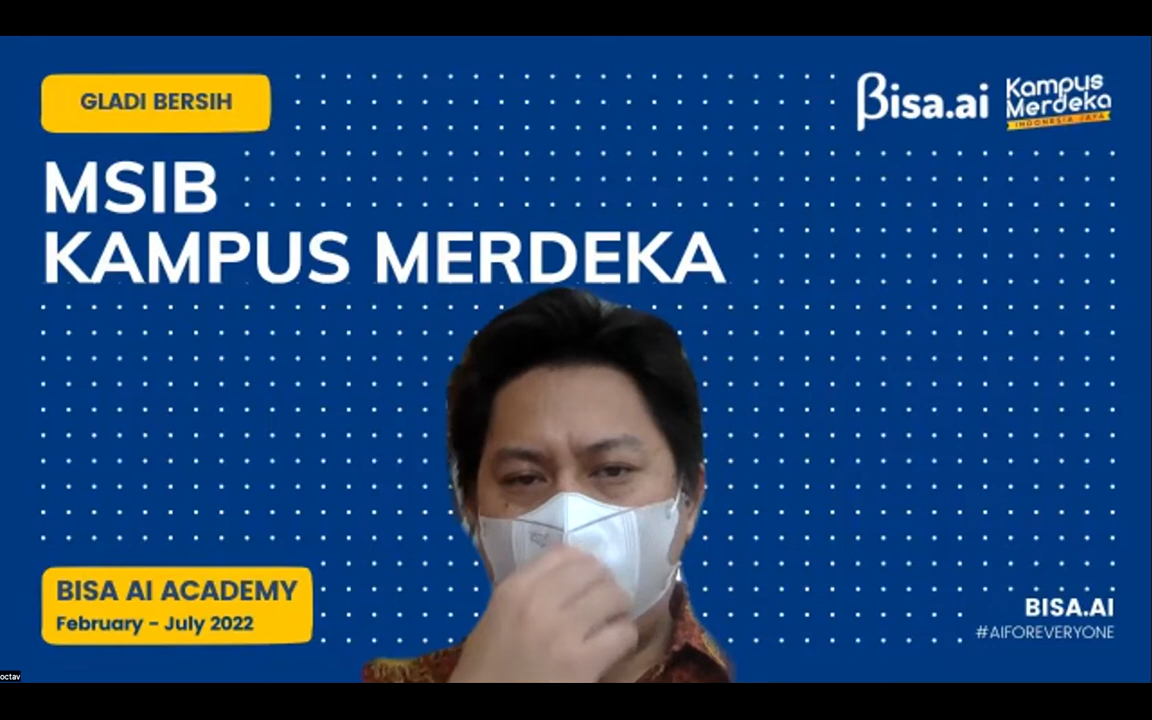 GLADI BERSIH
βisa.ai
Kampus
Merdeka
INDONESIA JAYA
MSIB
KAMPUS MERDEKA
BISA AI ACADEMY
February - July 2022
BISA.AI
#AIFOREVERYONE
octav